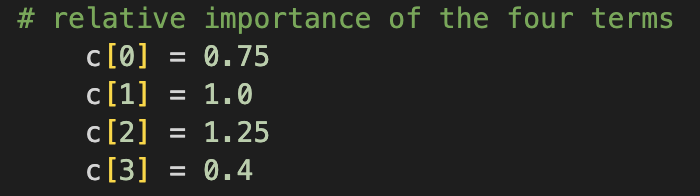 # relative importance of the four terms
c[0] = 0.75
c[1] = 1.0
c[2] = 1.25
c[3] = 0.4